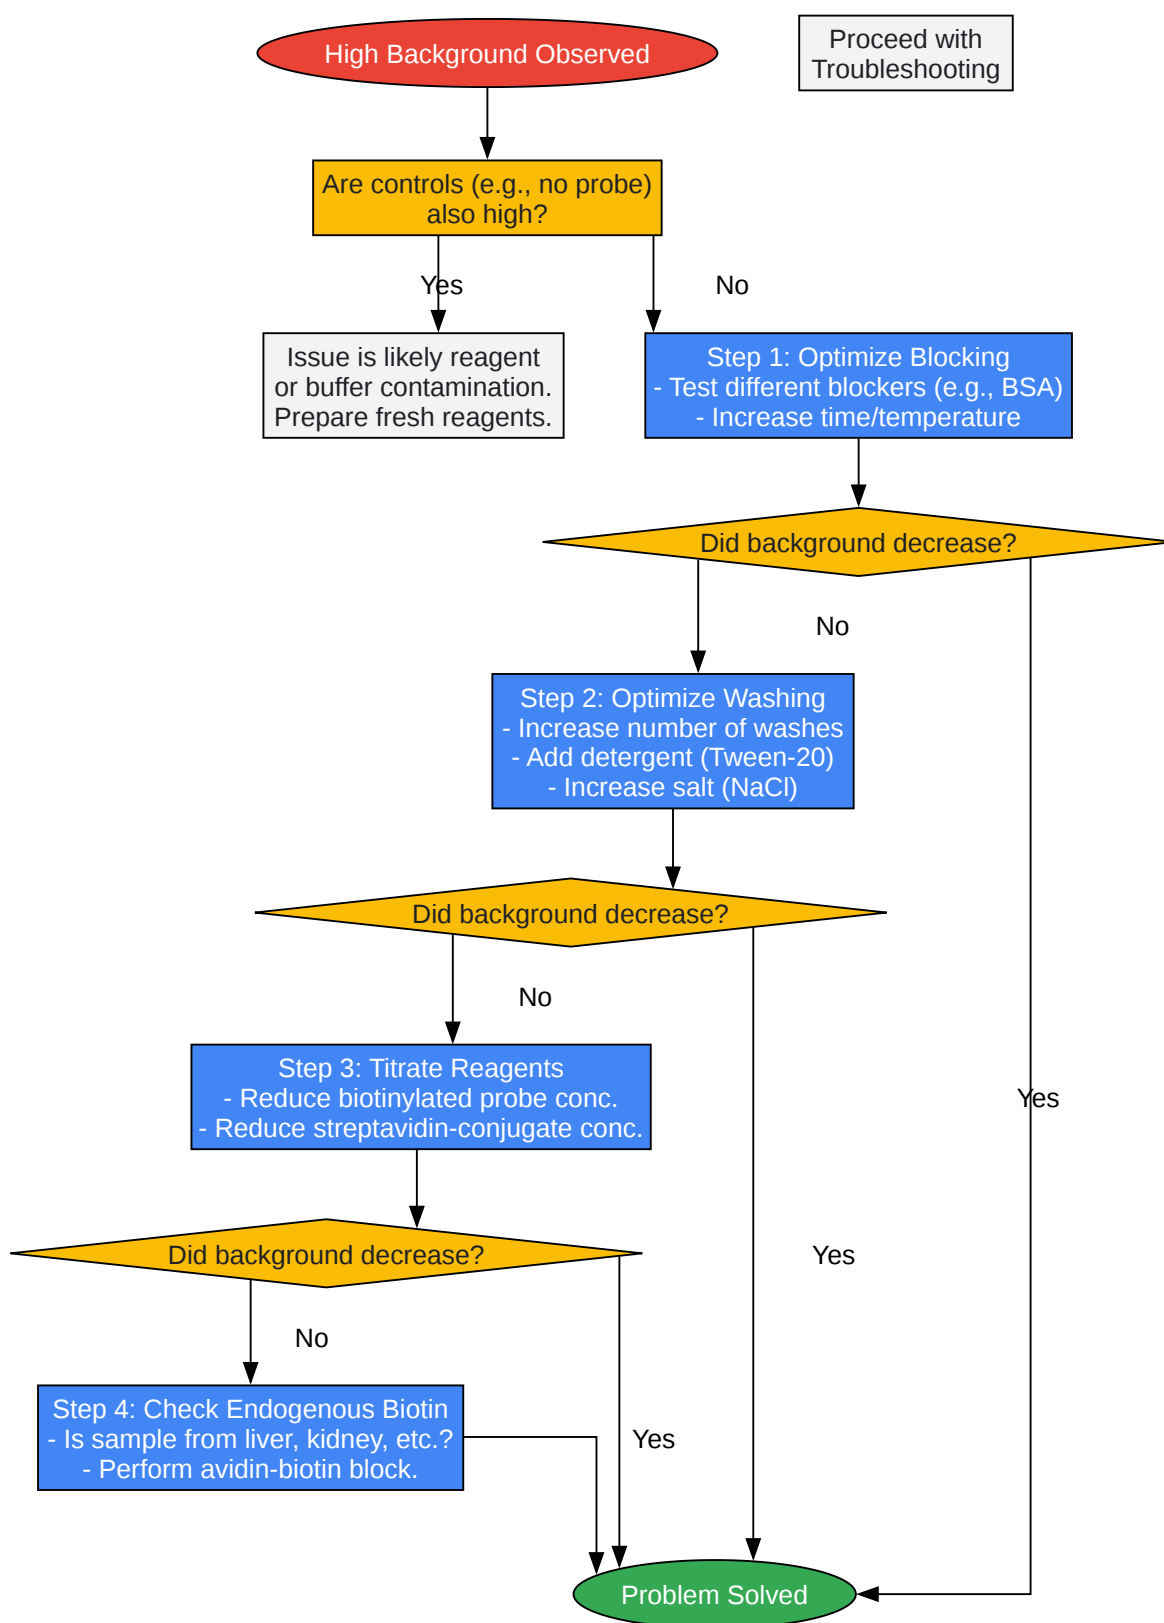 High Background Observed
Proceed with
Troubleshooting
Are controls (e.g., no probe)
also high?
Yes
No
Issue is likely reagent
or buffer contamination.
Prepare fresh reagents.
Step 1: Optimize Blocking
- Test different blockers (e.g., BSA)
- Increase time/temperature
Did background decrease?
No
Step 2: Optimize Washing
- Increase number of washes
- Add detergent (Tween-20)
- Increase salt (NaCl)
Did background decrease?
No
Step 3: Titrate Reagents
- Reduce biotinylated probe conc.
- Reduce streptavidin-conjugate conc.
Yes
Did background decrease?
Yes
No
Step 4: Check Endogenous Biotin
- Is sample from liver, kidney, etc.?
- Perform avidin-biotin block.
Yes
Problem Solved